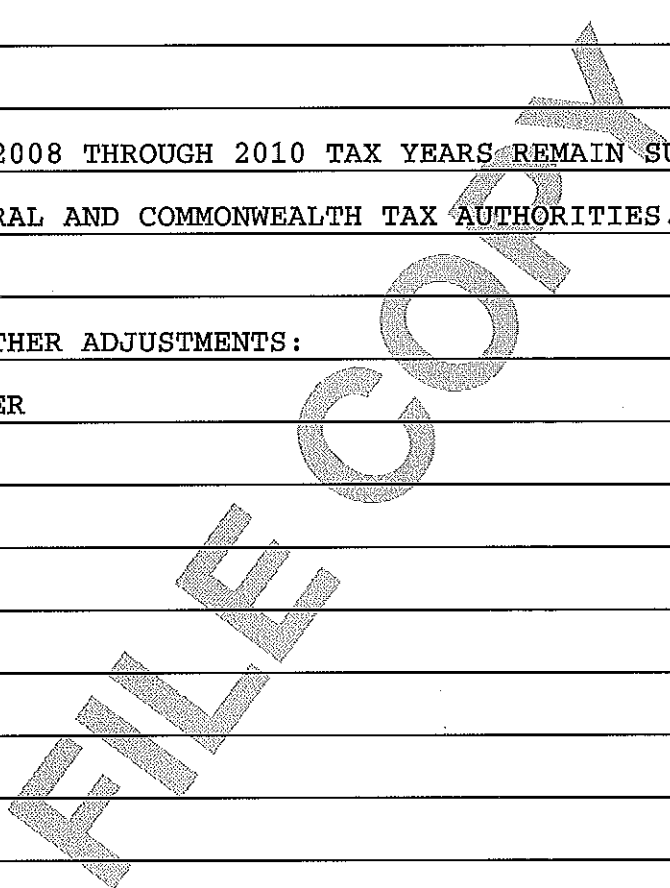 2008 THROUGH 2010 TAX YEARS REMAIN SU
RAL AND COMMONWEALTH TAX AUTHORITIES.
THER ADJUSTMENTS:
ER
FILE COPY